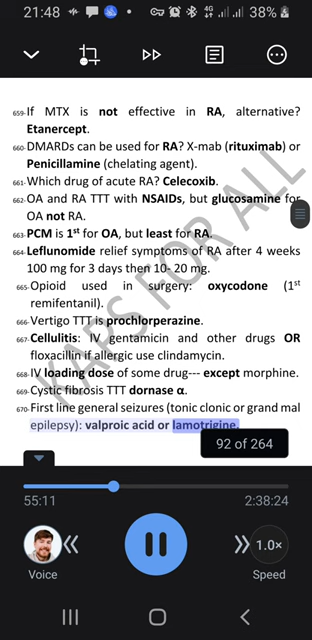 21:48 38%
659- If MTX is not effective in RA, alternative?
Etanercept.
660- DMARDs can be used for RA? X-mab (rituximab) or
Penicillamine (chelating agent).
661- Which drug of acute RA? Celecoxib.
662- OA and RA TTT with NSAIDs, but glucosamine for
OA not RA.
663- PCM is 1st for OA, but least for RA.
664- Leflunomide relief symptoms of RA after 4 weeks
100 mg for 3 days then 10- 20 mg.
665- Opioid used in surgery: oxycodone (1st
remifentanil).
666- Vertigo TTT is prochlorperazine.
667- Cellulitis: IV gentamicin and other drugs OR
floxacillin if allergic use clindamycin.
668- IV loading dose of some drug--- except morphine.
669- Cystic fibrosis TTT dornase α.
670- First line general seizures (tonic clonic or grand mal
epilepsy): valproic acid or lamotrigine.
KAPS FOR ALL
92 of 264
55:11 2:38:24
1.0×
Voice Speed